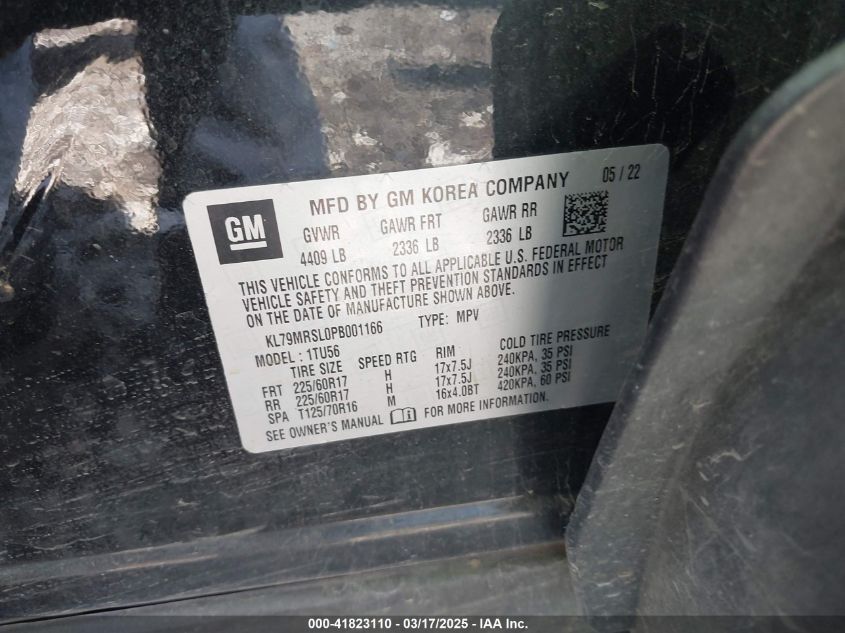 GM
MFD BY GM KOREA COMPANY 05 / 22
GVWR GAWR FRT GAWR RR
4409 LB 2336 LB 2336 LB
THIS VEHICLE CONFORMS TO ALL APPLICABLE U.S. FEDERAL MOTOR
VEHICLE SAFETY AND THEFT PREVENTION STANDARDS IN EFFECT
ON THE DATE OF MANUFACTURE SHOWN ABOVE.
KL79MRSL0PB001166 TYPE: MPV
MODEL: 1TU56
TIRE SIZE SPEED RTG RIM COLD TIRE PRESSURE
FRT 225/60R17 H 17x7.5J 240KPA, 35 PSI
RR 225/60R17 H 17x7.5J 240KPA, 35 PSI
SPA T125/70R16 M 16x4.0BT 420KPA, 60 PSI
SEE OWNER'S MANUAL FOR MORE INFORMATION.
000-41823110 - 03/17/2025 - IAA Inc.